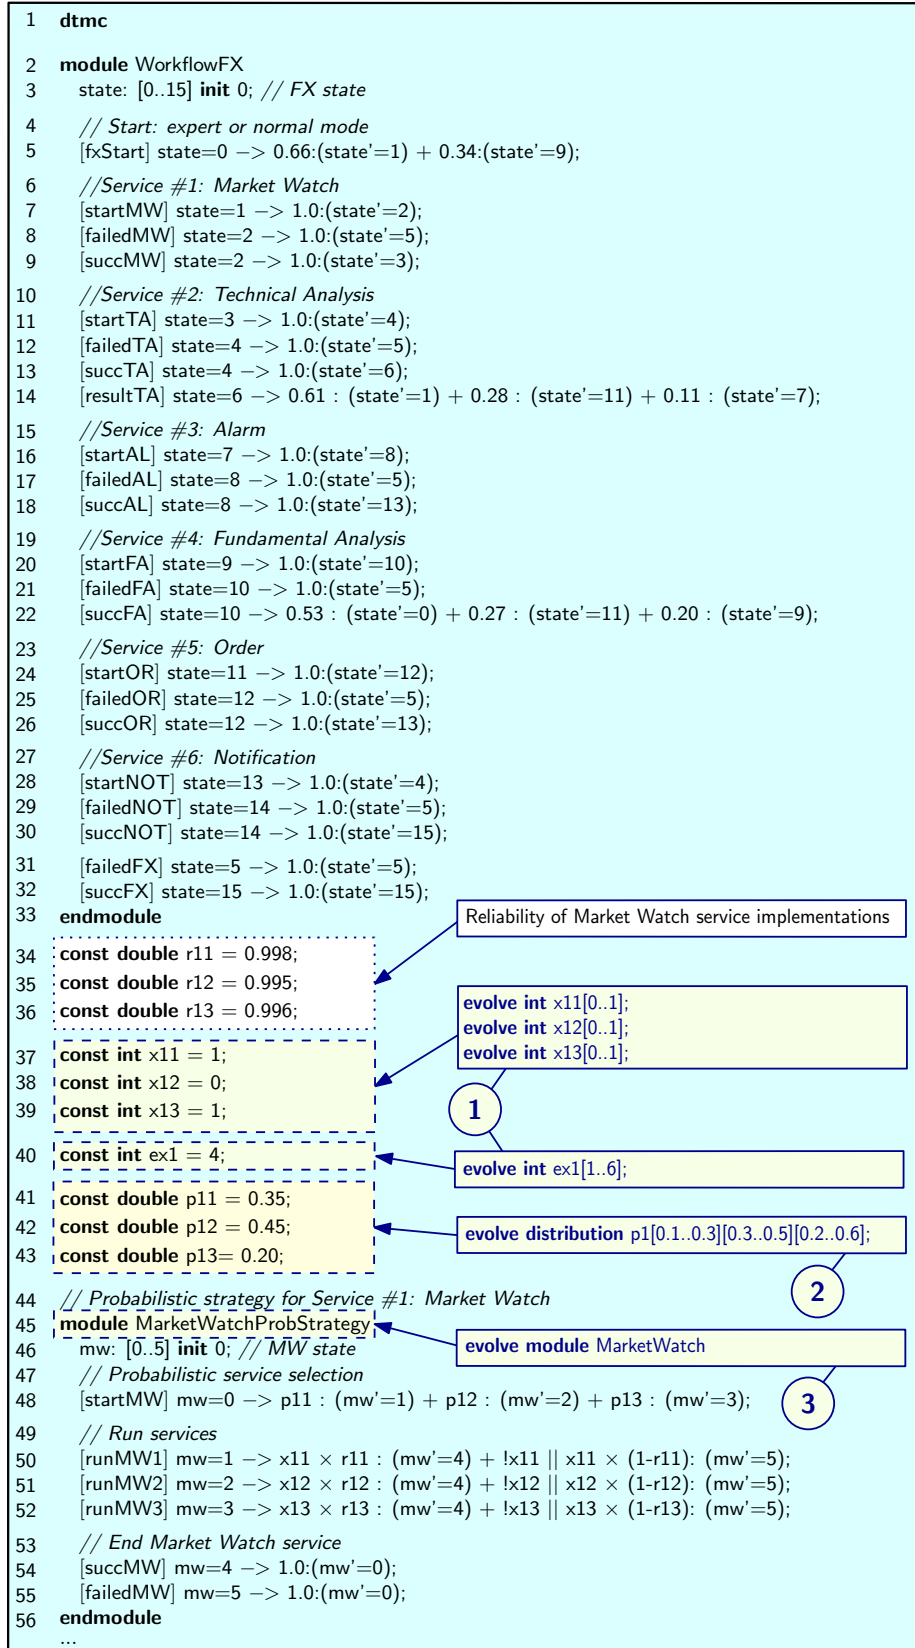 1 dtmc
2 module WorkflowFX
3 state: [0..15] init 0; // FX state
4 // Start: expert or normal mode
5 [fxStart] state=0 −> 0.66:(state'=1) + 0.34:(state'=9);
6 //Service #1: Market Watch
7 [startMW] state=1 −> 1.0:(state'=2);
8 [failedMW] state=2 −> 1.0:(state'=5);
9 [succMW] state=2 −> 1.0:(state'=3);
10 //Service #2: Technical Analysis
11 [startTA] state=3 −> 1.0:(state'=4);
12 [failedTA] state=4 −> 1.0:(state'=5);
13 [succTA] state=4 −> 1.0:(state'=6);
14 [resultTA] state=6 −> 0.61 : (state'=1) + 0.28 : (state'=11) + 0.11 : (state'=7);
15 //Service #3: Alarm
16 [startAL] state=7 −> 1.0:(state'=8);
17 [failedAL] state=8 −> 1.0:(state'=5);
18 [succAL] state=8 −> 1.0:(state'=13);
19 //Service #4: Fundamental Analysis
20 [startFA] state=9 −> 1.0:(state'=10);
21 [failedFA] state=10 −> 1.0:(state'=5);
22 [succFA] state=10 −> 0.53 : (state'=0) + 0.27 : (state'=11) + 0.20 : (state'=9);
23 //Service #5: Order
24 [startOR] state=11 −> 1.0:(state'=12);
25 [failedOR] state=12 −> 1.0:(state'=5);
26 [succOR] state=12 −> 1.0:(state'=13);
27 //Service #6: Notification
28 [startNOT] state=13 −> 1.0:(state'=4);
29 [failedNOT] state=14 −> 1.0:(state'=5);
30 [succNOT] state=14 −> 1.0:(state'=15);
31 [failedFX] state=5 −> 1.0:(state'=5);
32 [succFX] state=15 −> 1.0:(state'=15);
33 endmodule
Reliability of Market Watch service implementations
34 const double r11 = 0.998;
35 const double r12 = 0.995;
36 const double r13 = 0.996;
evolve int x11[0..1];
evolve int x12[0..1];
evolve int x13[0..1];
37 const int x11 = 1;
38 const int x12 = 0;
39 const int x13 = 1;
1
40 const int ex1 = 4;
evolve int ex1[1..6];
41 const double p11 = 0.35;
42 const double p12 = 0.45;
43 const double p13= 0.20;
evolve distribution p1[0.1..0.3][0.3..0.5][0.2..0.6];
2
44 // Probabilistic strategy for Service #1: Market Watch
45 module MarketWatchProbStrategy
evolve module MarketWatch
3
46 mw: [0..5] init 0; // MW state
47 // Probabilistic service selection
48 [startMW] mw=0 −> p11 : (mw'=1) + p12 : (mw'=2) + p13 : (mw'=3);
49 // Run services
50 [runMW1] mw=1 −> x11 × r11 : (mw'=4) + !x11 || x11 × (1-r11): (mw'=5);
51 [runMW2] mw=2 −> x12 × r12 : (mw'=4) + !x12 || x12 × (1-r12): (mw'=5);
52 [runMW3] mw=3 −> x13 × r13 : (mw'=4) + !x13 || x13 × (1-r13): (mw'=5);
53 // End Market Watch service
54 [succMW] mw=4 −> 1.0:(mw'=0);
55 [failedMW] mw=5 −> 1.0:(mw'=0);
56 endmodule
...